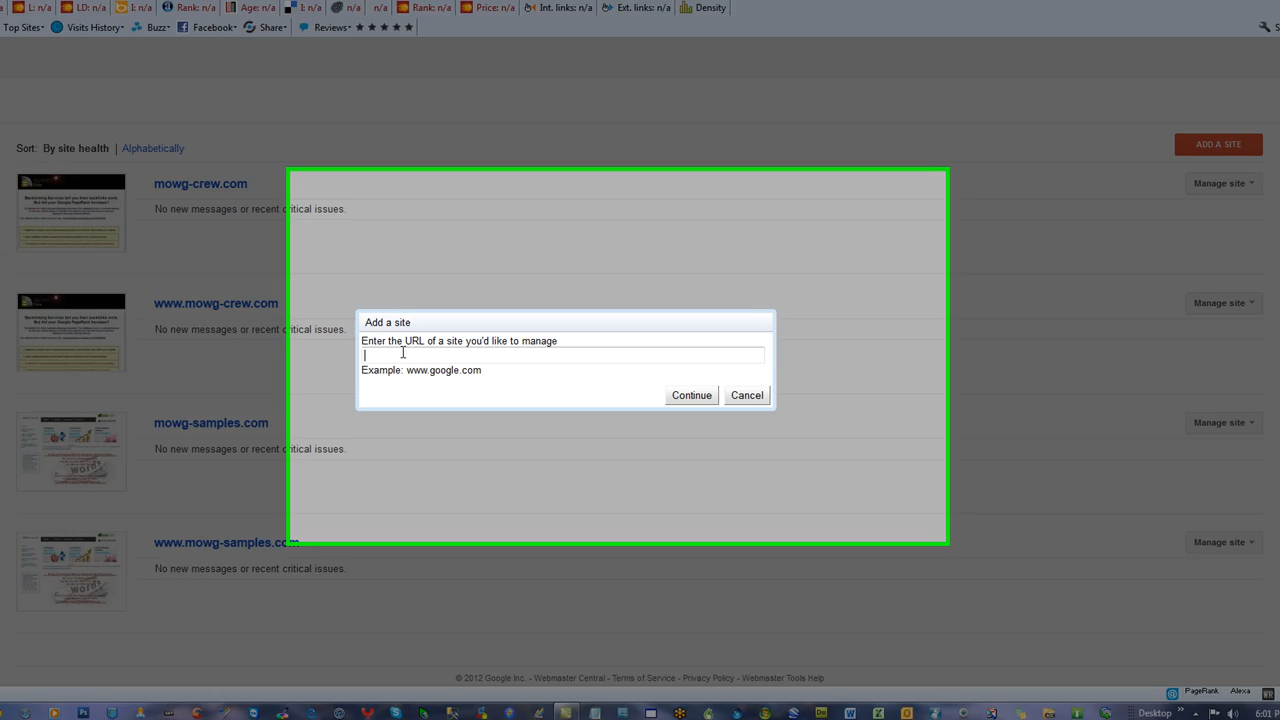 L: n/a LD: n/a I: n/a Rank: n/a Age: n/a I: n/a n/a n/a Rank: n/a Price: n/a Int. links: n/a Ext. links: n/a Density
Top Sites Visits History Buzz Facebook Share Reviews
Sort: By site health | Alphabetically
ADD A SITE
mowg-crew.com
Manage site
No new messages or recent critical issues.
www.mowg-crew.com
Manage site
No new messages or recent critical issues.
Add a site
Enter the URL of a site you'd like to manage
Example: www.google.com
Continue Cancel
mowg-samples.com
Manage site
No new messages or recent critical issues.
www.mowg-samples.com
Manage site
No new messages or recent critical issues.
© 2012 Google Inc. - Webmaster Central - Terms of Service - Privacy Policy - Webmaster Tools Help
PageRank Alexa
Desktop 6:01 P